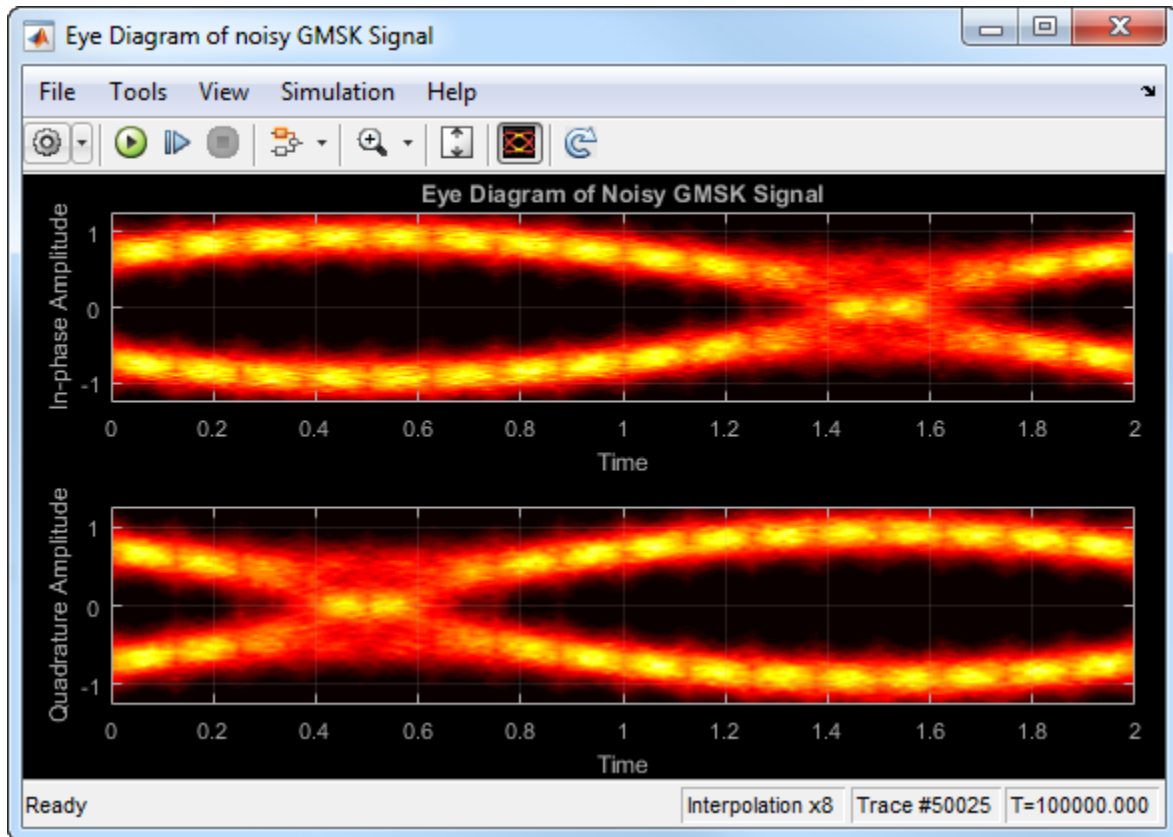 Eye Diagram of noisy GMSK Signal
File Tools View Simulation Help
Eye Diagram of Noisy GMSK Signal
In-phase Amplitude
1
0
-1
0 0.2 0.4 0.6 0.8 1 1.2 1.4 1.6 1.8 2
Time
Quadrature Amplitude
1
0
-1
0 0.2 0.4 0.6 0.8 1 1.2 1.4 1.6 1.8 2
Time
Ready Interpolation x8 Trace #50025 T=100000.000